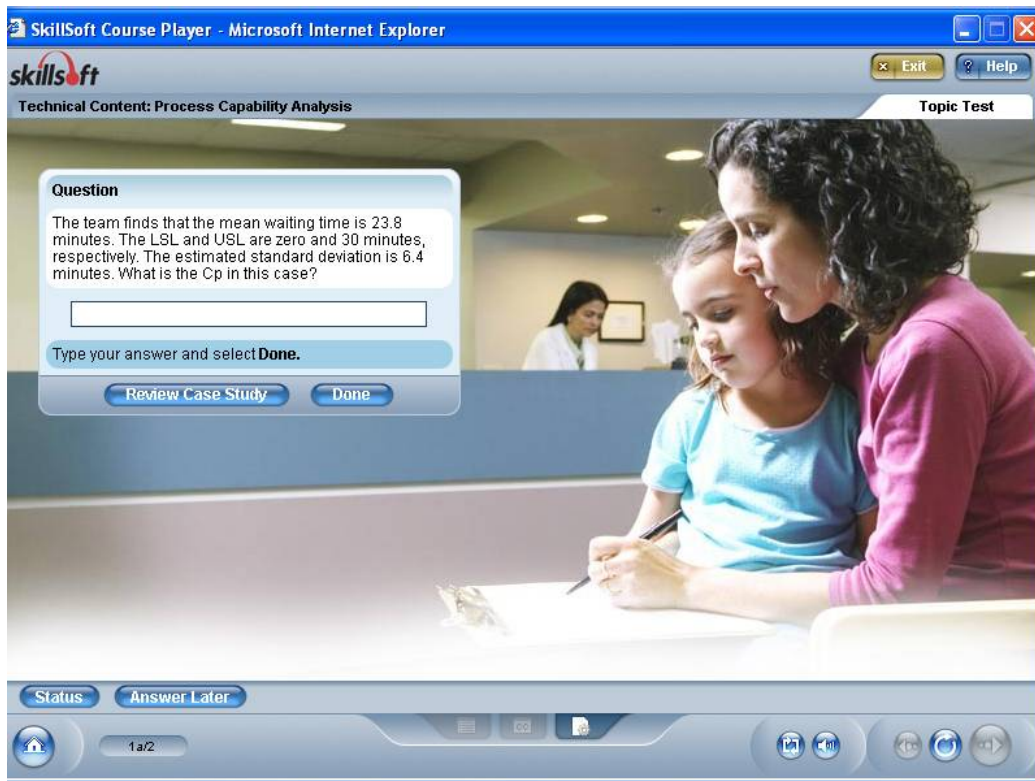 SkillSoft Course Player - Microsoft Internet Explorer
skillsoft
Exit
Help
Technical Content: Process Capability Analysis
Topic Test
Question
The team finds that the mean waiting time is 23.8
minutes. The LSL and USL are zero and 30 minutes,
respectively. The estimated standard deviation is 6.4
minutes. What is the Cp in this case?
Type your answer and select Done.
Review Case Study
Done
Status
Answer Later
1a/2